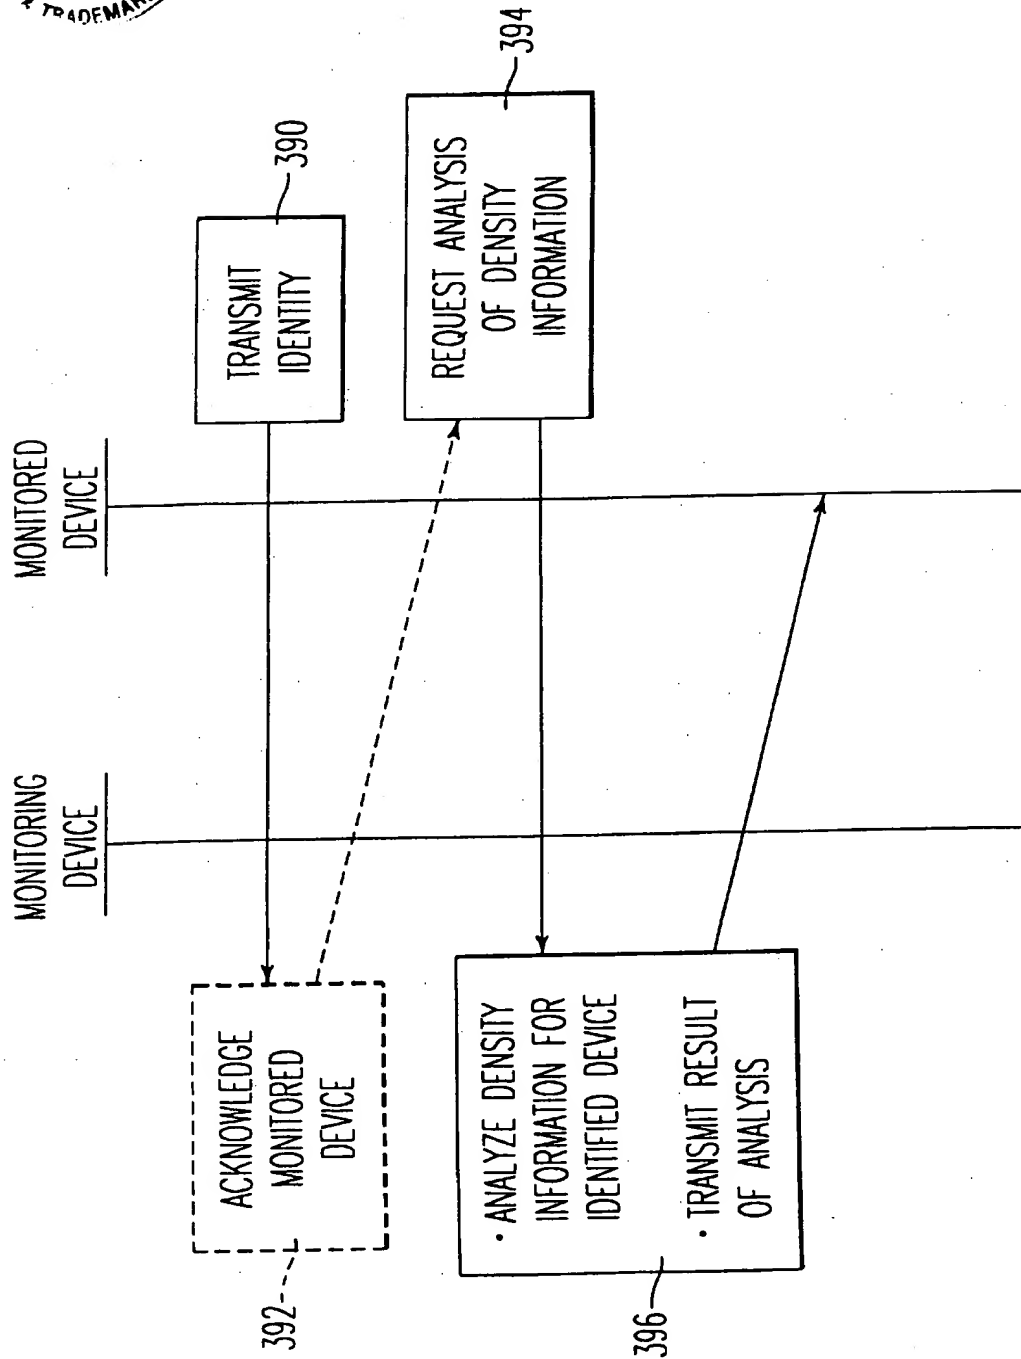 TRADEMARK
MONITORING
DEVICE
MONITORED
DEVICE
TRANSMIT
IDENTITY
390
ACKNOWLEDGE
MONITORED
DEVICE
392
REQUEST ANALYSIS
OF DENSITY
INFORMATION
394
· ANALYZE DENSITY
INFORMATION FOR
IDENTIFIED DEVICE
· TRANSMIT RESULT
OF ANALYSIS
396